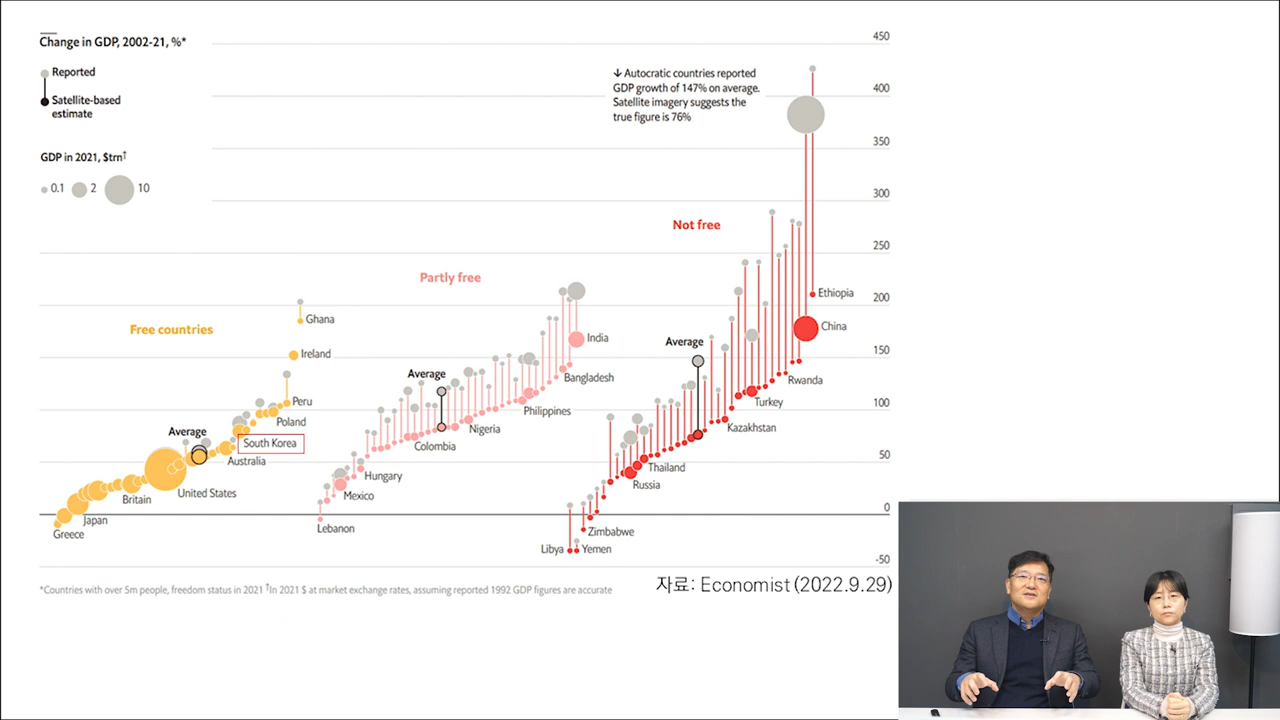 Change in GDP, 2002-21, %*
Reported
Satellite-based
estimate
GDP in 2021, $trn†
0.1
2
10
↓ Autocratic countries reported
GDP growth of 147% on average.
Satellite imagery suggests the
true figure is 76%
450
400
350
300
250
200
150
100
50
0
-50
Free countries
Partly free
Not free
Ghana
Ireland
Peru
Poland
Average
South Korea
Australia
United States
Britain
Japan
Greece
India
Bangladesh
Average
Philippines
Nigeria
Colombia
Hungary
Mexico
Lebanon
Ethiopia
China
Average
Rwanda
Turkey
Kazakhstan
Thailand
Russia
Zimbabwe
Libya
Yemen
*Countries with over 5m people, freedom status in 2021 †In 2021 $ at market exchange rates, assuming reported 1992 GDP figures are accurate
자료: Economist (2022.9.29)